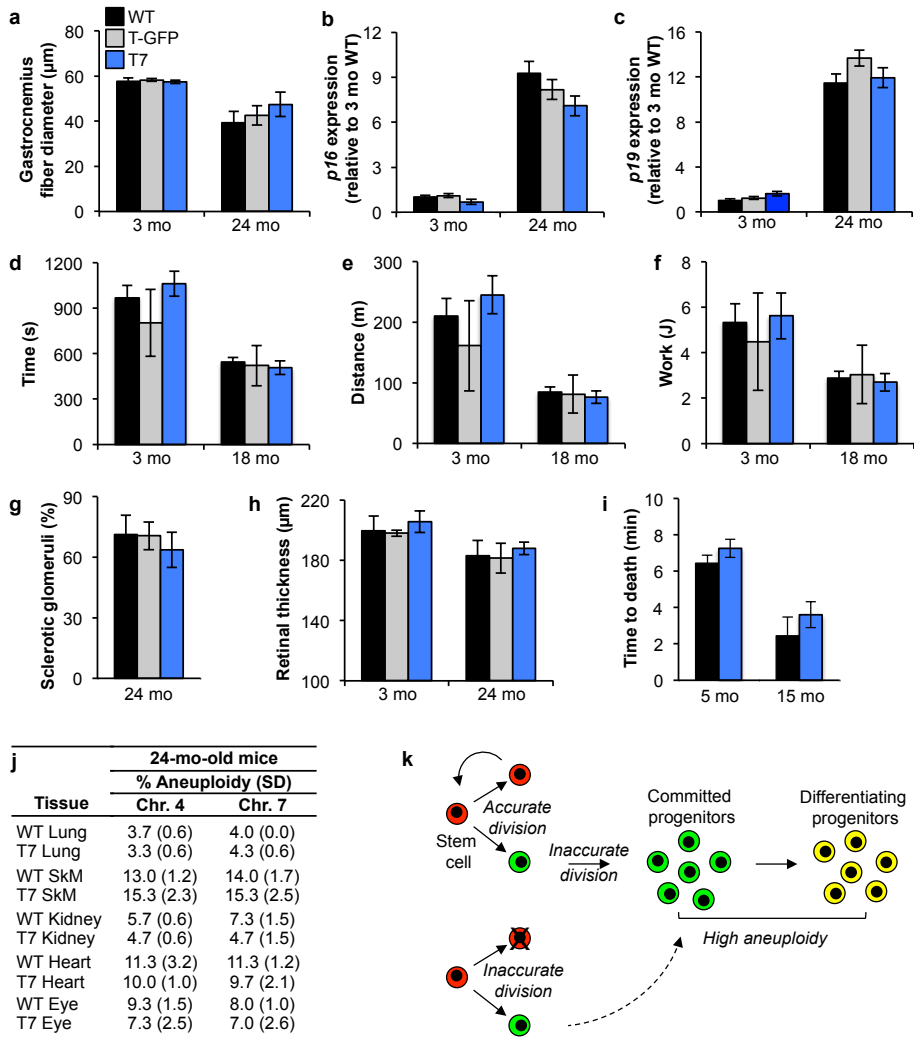 a
WT
T-GFP
T7
Gastrocnemius
fiber diameter (µm)
80
60
40
20
0
3 mo
24 mo
b
p16 expression
(relative to 3 mo WT)
12
9
6
3
0
3 mo
24 mo
c
p19 expression
(relative to 3 mo WT)
16
12
8
4
0
3 mo
24 mo
d
Time (s)
1200
900
600
300
0
3 mo
18 mo
e
Distance (m)
300
200
100
0
3 mo
18 mo
f
Work (J)
8
6
4
2
0
3 mo
18 mo
g
Sclerotic glomeruli (%)
90
60
30
0
24 mo
h
Retinal thickness (µm)
220
180
140
100
3 mo
24 mo
i
Time to death (min)
10
8
6
4
2
0
5 mo
15 mo
j
24-mo-old mice
% Aneuploidy (SD)
Tissue Chr. 4 Chr. 7
WT Lung 3.7 (0.6) 4.0 (0.0)
T7 Lung 3.3 (0.6) 4.3 (0.6)
WT SkM 13.0 (1.2) 14.0 (1.7)
T7 SkM 15.3 (2.3) 15.3 (2.5)
WT Kidney 5.7 (0.6) 7.3 (1.5)
T7 Kidney 4.7 (0.6) 4.7 (1.5)
WT Heart 11.3 (3.2) 11.3 (1.2)
T7 Heart 10.0 (1.0) 9.7 (2.1)
WT Eye 9.3 (1.5) 8.0 (1.0)
T7 Eye 7.3 (2.5) 7.0 (2.6)
k
Stem
cell
Accurate
division
Inaccurate
division
Committed
progenitors
Differentiating
progenitors
High aneuploidy
Inaccurate
division